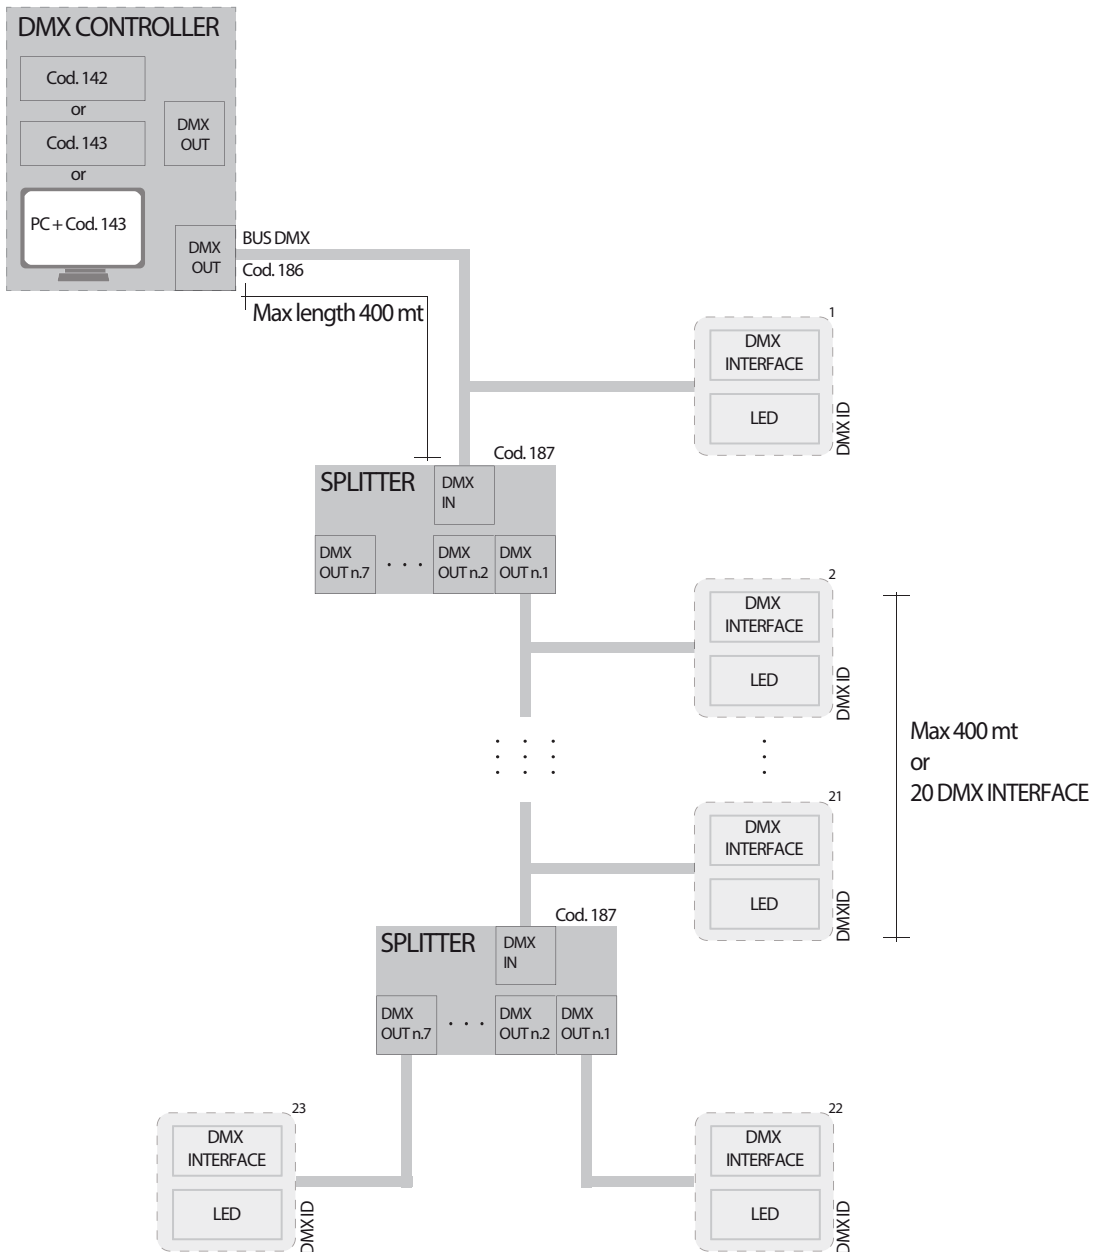 DMX CONTROLLER
Cod. 142
or
Cod. 143
or
PC + Cod. 143
DMX
OUT
DMX
OUT
BUS DMX
Cod. 186
Max length 400 mt
1
DMX
INTERFACE
LED
DMX ID
Cod. 187
SPLITTER
DMX
IN
DMX
OUT n.7
. . .
DMX
OUT n.2
DMX
OUT n.1
2
DMX
INTERFACE
LED
DMX ID
Max 400 mt
or
20 DMX INTERFACE
21
DMX
INTERFACE
LED
DMXID
Cod. 187
SPLITTER
DMX
IN
DMX
OUT n.7
. . .
DMX
OUT n.2
DMX
OUT n.1
23
DMX
INTERFACE
LED
DMX ID
22
DMX
INTERFACE
LED
DMX ID